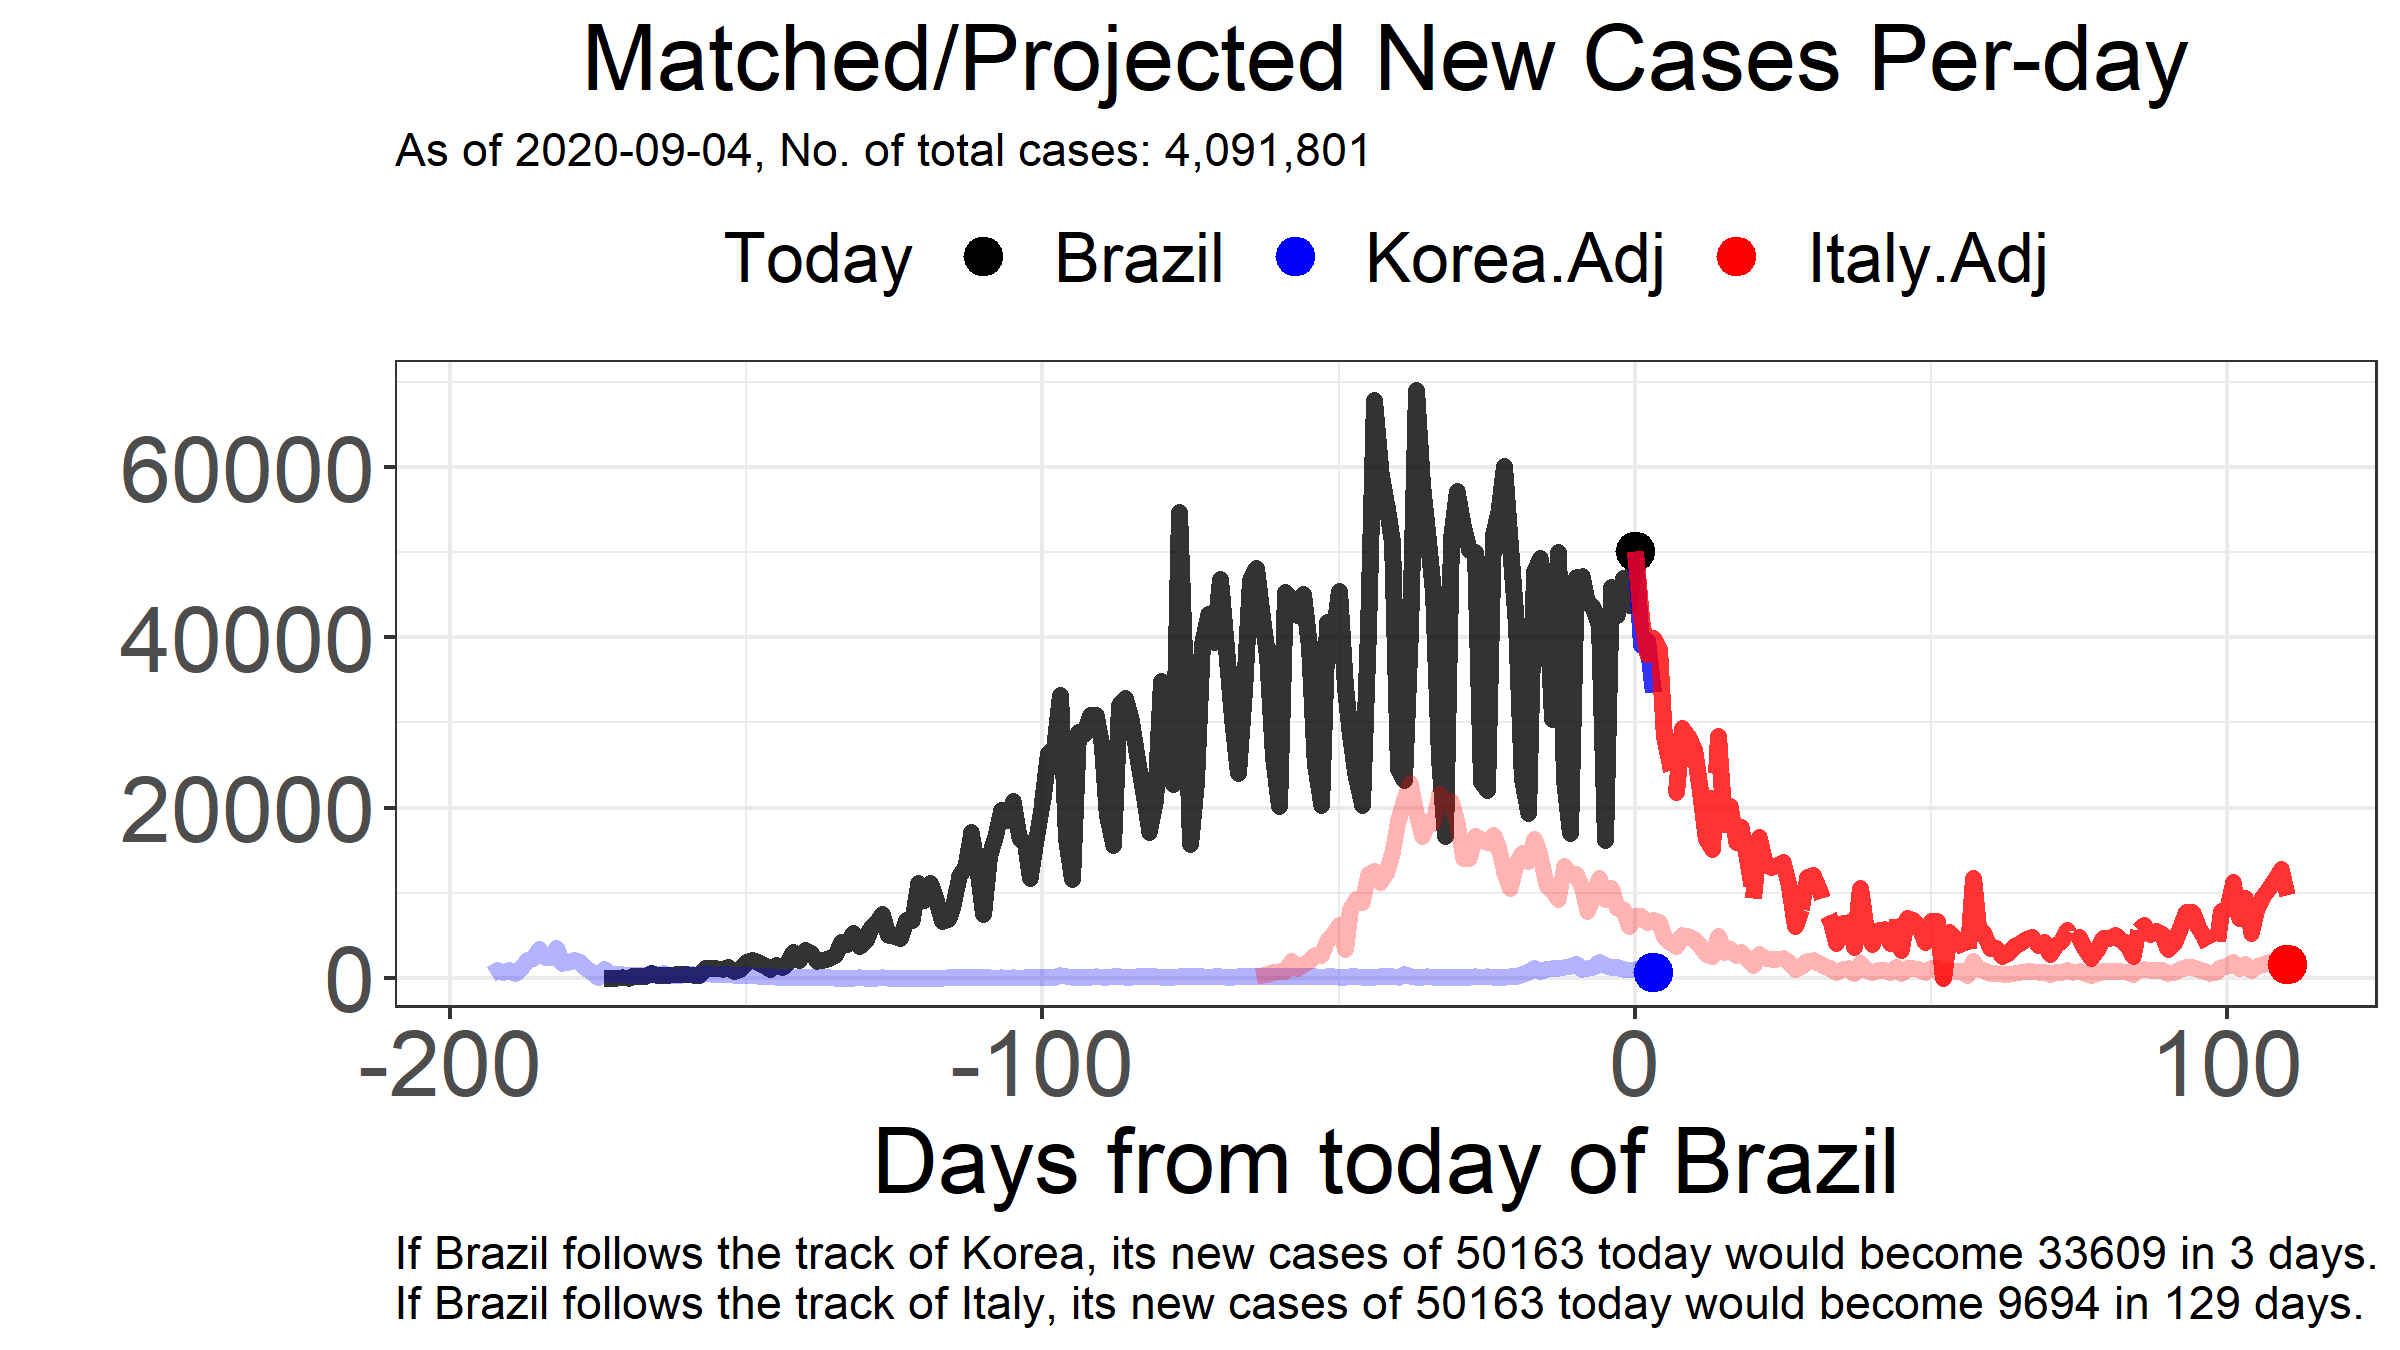 Matched/Projected New Cases Per-day
As of 2020-09-04, No. of total cases: 4,091,801
Today Brazil Korea.Adj Italy.Adj
60000
40000
20000
0
-200 -100 0 100
Days from today of Brazil
If Brazil follows the track of Korea, its new cases of 50163 today would become 33609 in 3 days.
If Brazil follows the track of Italy, its new cases of 50163 today would become 9694 in 129 days.